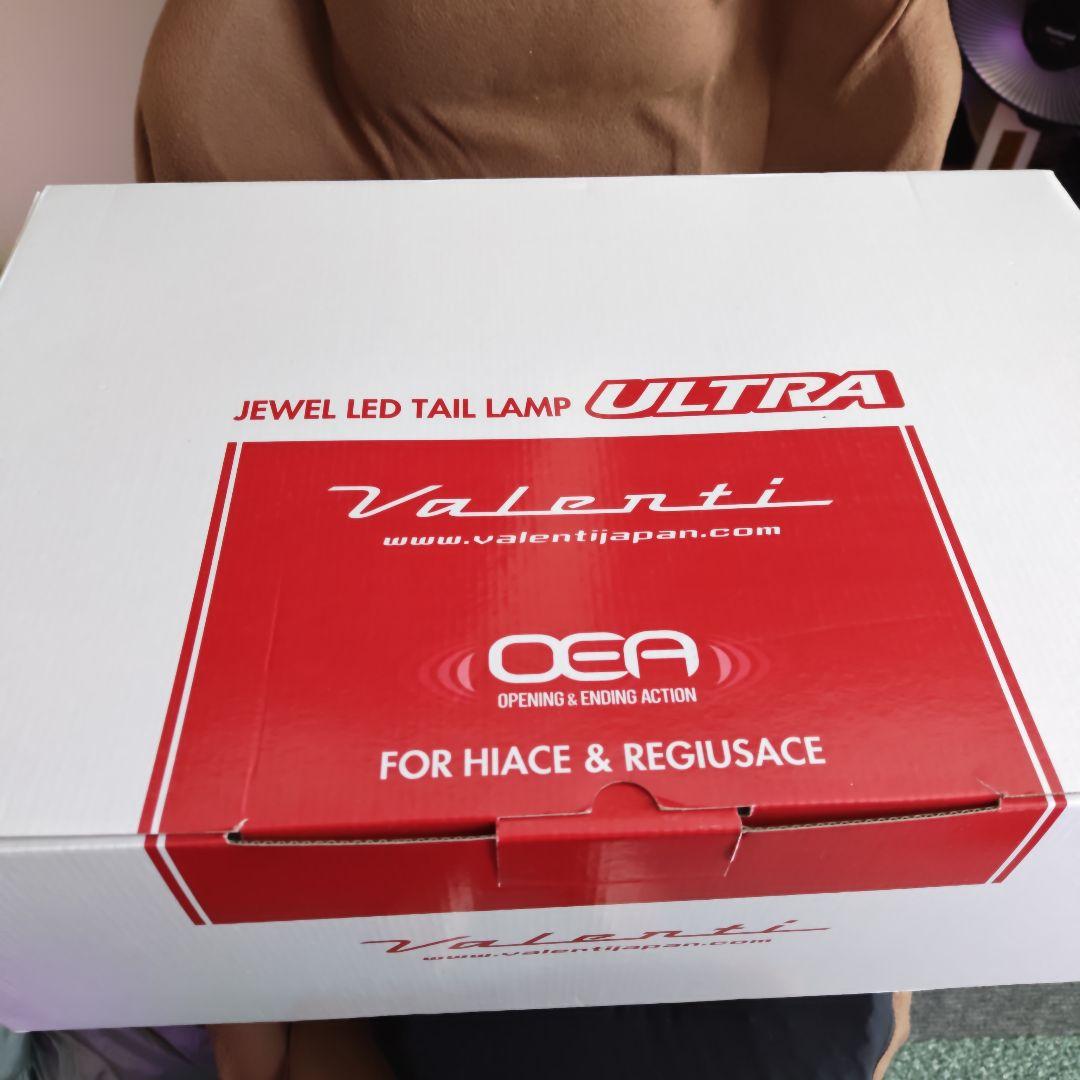 JEWEL LED TAIL LAMP ULTRA
Valenti
www.valentijapan.com
OEA
OPENING & ENDING ACTION
FOR HIACE & REGIUSACE
Valenti
www.valentijapan.com